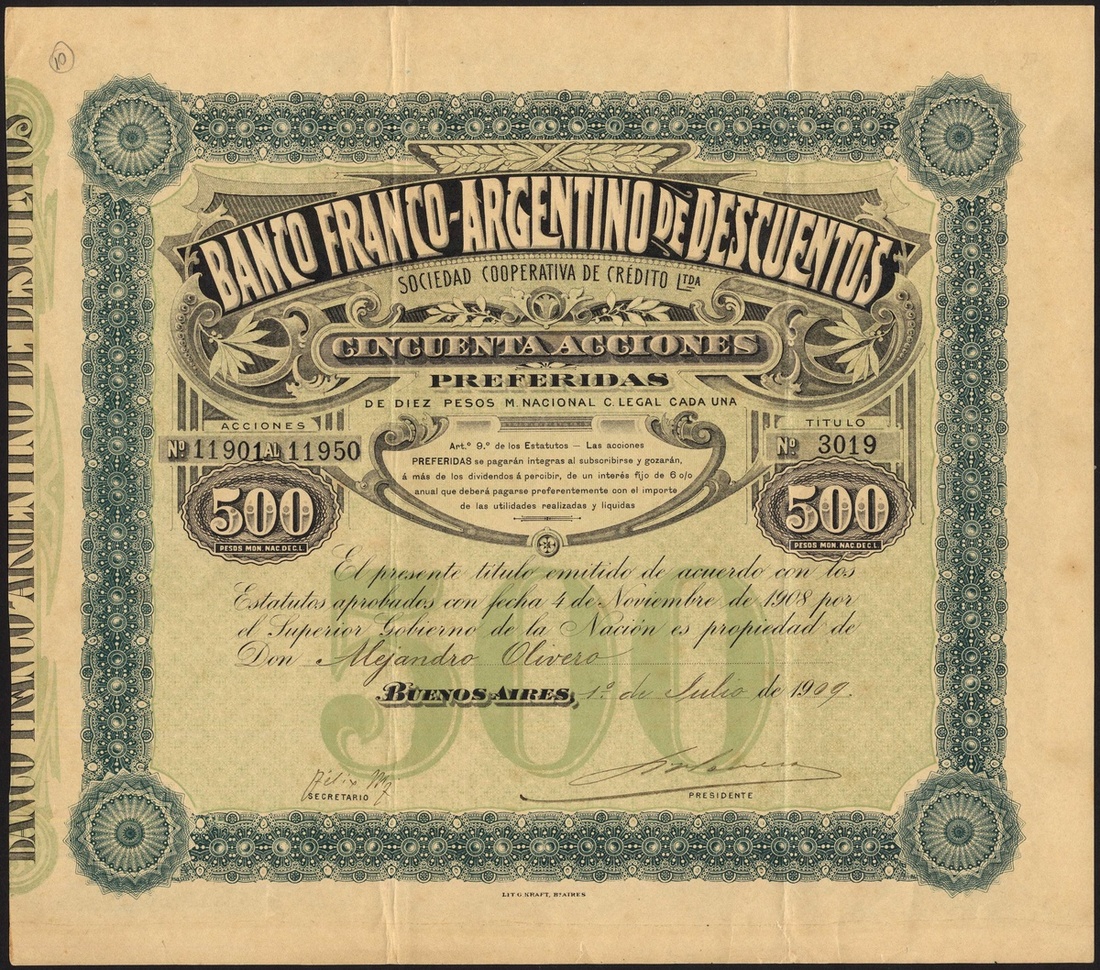 10
BANCO FRANCO-ARGENTINO DE DESCUENTOS
BANCO FRANCO-ARGENTINO DE DESCUENTOS
SOCIEDAD COOPERATIVA DE CRÉDITO LTDA
CINCUENTA ACCIONES
PREFERIDAS
DE DIEZ PESOS M. NACIONAL C. LEGAL CADA UNA
ACCIONES
No 11901 AL 11950
500
PESOS MON. NAC. DE C. L.
TÍTULO
No 3019
500
PESOS MON. NAC. DE C. L.
Art.o 9.o de los Estatutos — Las acciones
PREFERIDAS se pagarán integras al subscribirse y gozarán,
á más de los dividendos á percibir, de un interés fijo de 6 o/o
anual que deberá pagarse preferentemente con el importe
de las utilidades realizadas y liquidas
500
El presente título emitido de acuerdo con los
Estatutos aprobados con fecha 4 de Noviembre de 1908 por
el Superior Gobierno de la Nación es propiedad de
Don Alejandro Olivero
BUENOS-AIRES, 1o de Julio de 1909.
Félix
SECRETARIO
PRESIDENTE
LIT G. KRAFT, Bs AIRES